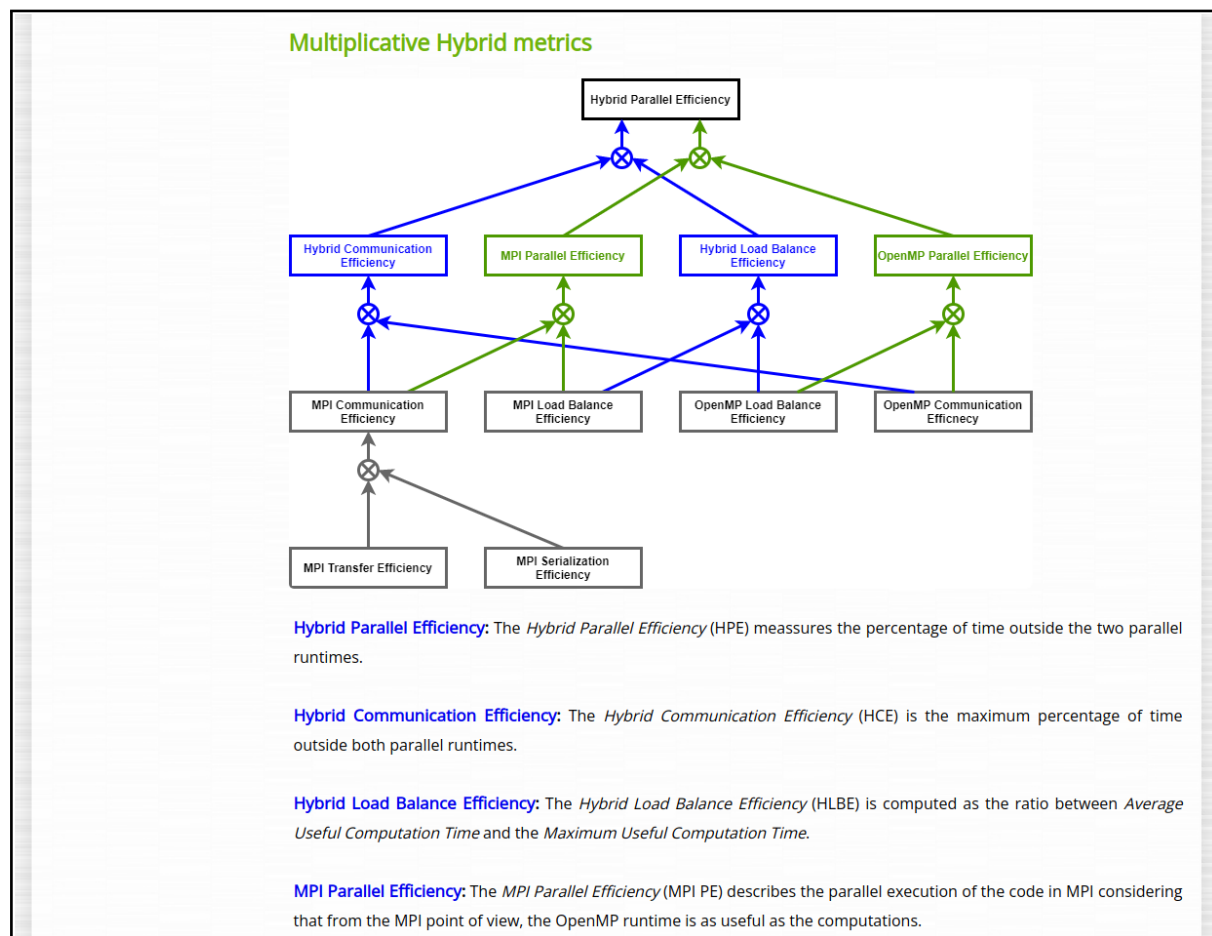 Multiplicative Hybrid metrics
Hybrid Parallel Efficiency
Hybrid Communication
Efficiency
MPI Parallel Efficiency
Hybrid Load Balance
Efficiency
OpenMP Parallel Efficiency
MPI Communication
Efficiency
MPI Load Balance
Efficiency
OpenMP Load Balance
Efficiency
OpenMP Communication
Efficnecy
MPI Transfer Efficiency
MPI Serialization
Efficiency
Hybrid Parallel Efficiency: The Hybrid Parallel Efficiency (HPE) meassures the percentage of time outside the two parallel
runtimes.
Hybrid Communication Efficiency: The Hybrid Communication Efficiency (HCE) is the maximum percentage of time
outside both parallel runtimes.
Hybrid Load Balance Efficiency: The Hybrid Load Balance Efficiency (HLBE) is computed as the ratio between Average
Useful Computation Time and the Maximum Useful Computation Time.
MPI Parallel Efficiency: The MPI Parallel Efficiency (MPI PE) describes the parallel execution of the code in MPI considering
that from the MPI point of view, the OpenMP runtime is as useful as the computations.